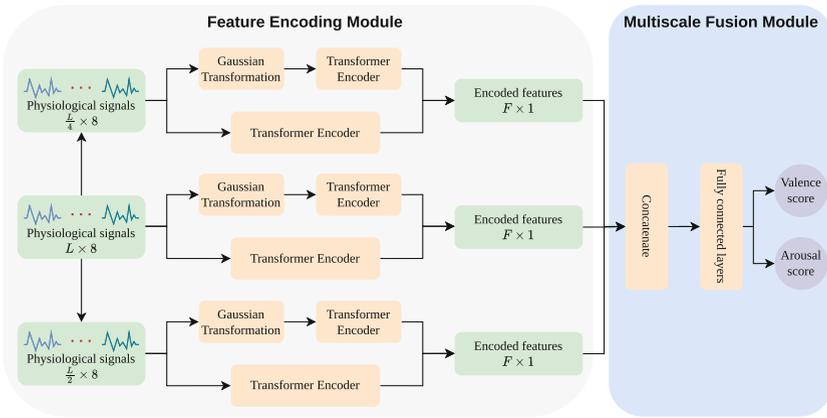 Feature Encoding Module
Multiscale Fusion Module
Physiological signals
L/4 × 8
Gaussian
Transformation
Transformer
Encoder
Transformer Encoder
Encoded features
F × 1
Physiological signals
L × 8
Gaussian
Transformation
Transformer
Encoder
Transformer Encoder
Encoded features
F × 1
Physiological signals
L/2 × 8
Gaussian
Transformation
Transformer
Encoder
Transformer Encoder
Encoded features
F × 1
Concatenate
Fully connected layers
Valence
score
Arousal
score